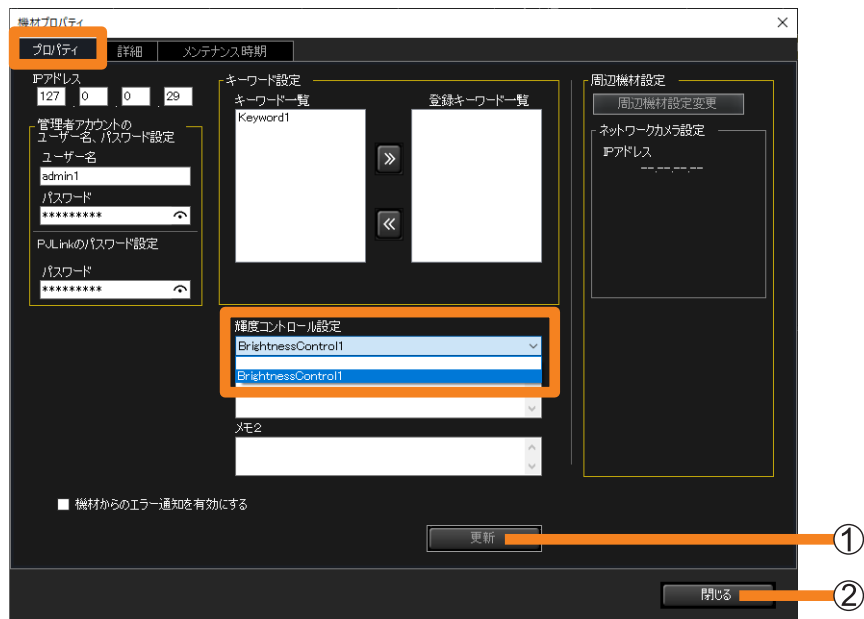 機材プロパティ
プロパティ
詳細
メンテナンス時期
IPアドレス
127 . 0 . 0 . 29
管理者アカウントの
ユーザー名、パスワード設定
ユーザー名
admin1
パスワード
*********
PJLinkのパスワード設定
パスワード
*********
キーワード設定
キーワード一覧
Keyword1
登録キーワード一覧
輝度コントロール設定
BrightnessControl1
BrightnessControl1
メモ2
周辺機材設定
周辺機材設定変更
ネットワークカメラ設定
IPアドレス
--.--.--.--
機材からのエラー通知を有効にする
更新
①
閉じる
②